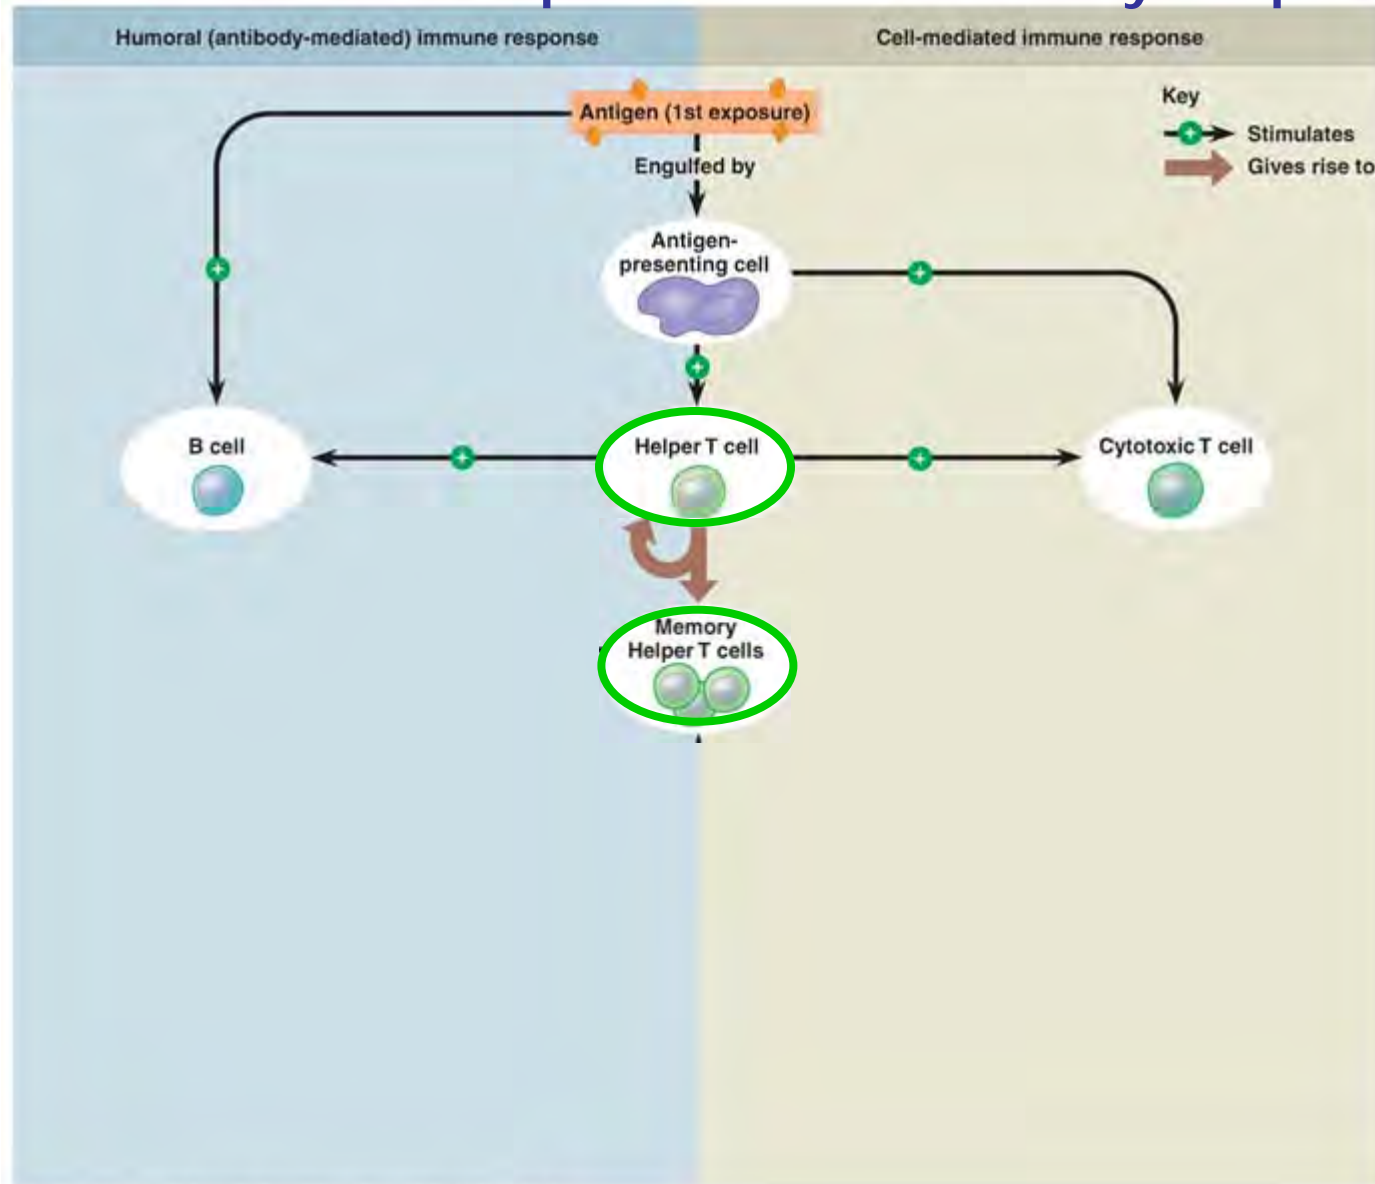 Humoral (antibody-mediated) immune response
Cell-mediated immune response
Antigen (1st exposure)
Key
Stimulates
Gives rise to
Engulfed by
Antigen-
presenting cell
B cell
Helper T cell
Cytotoxic T cell
Memory
Helper T cells